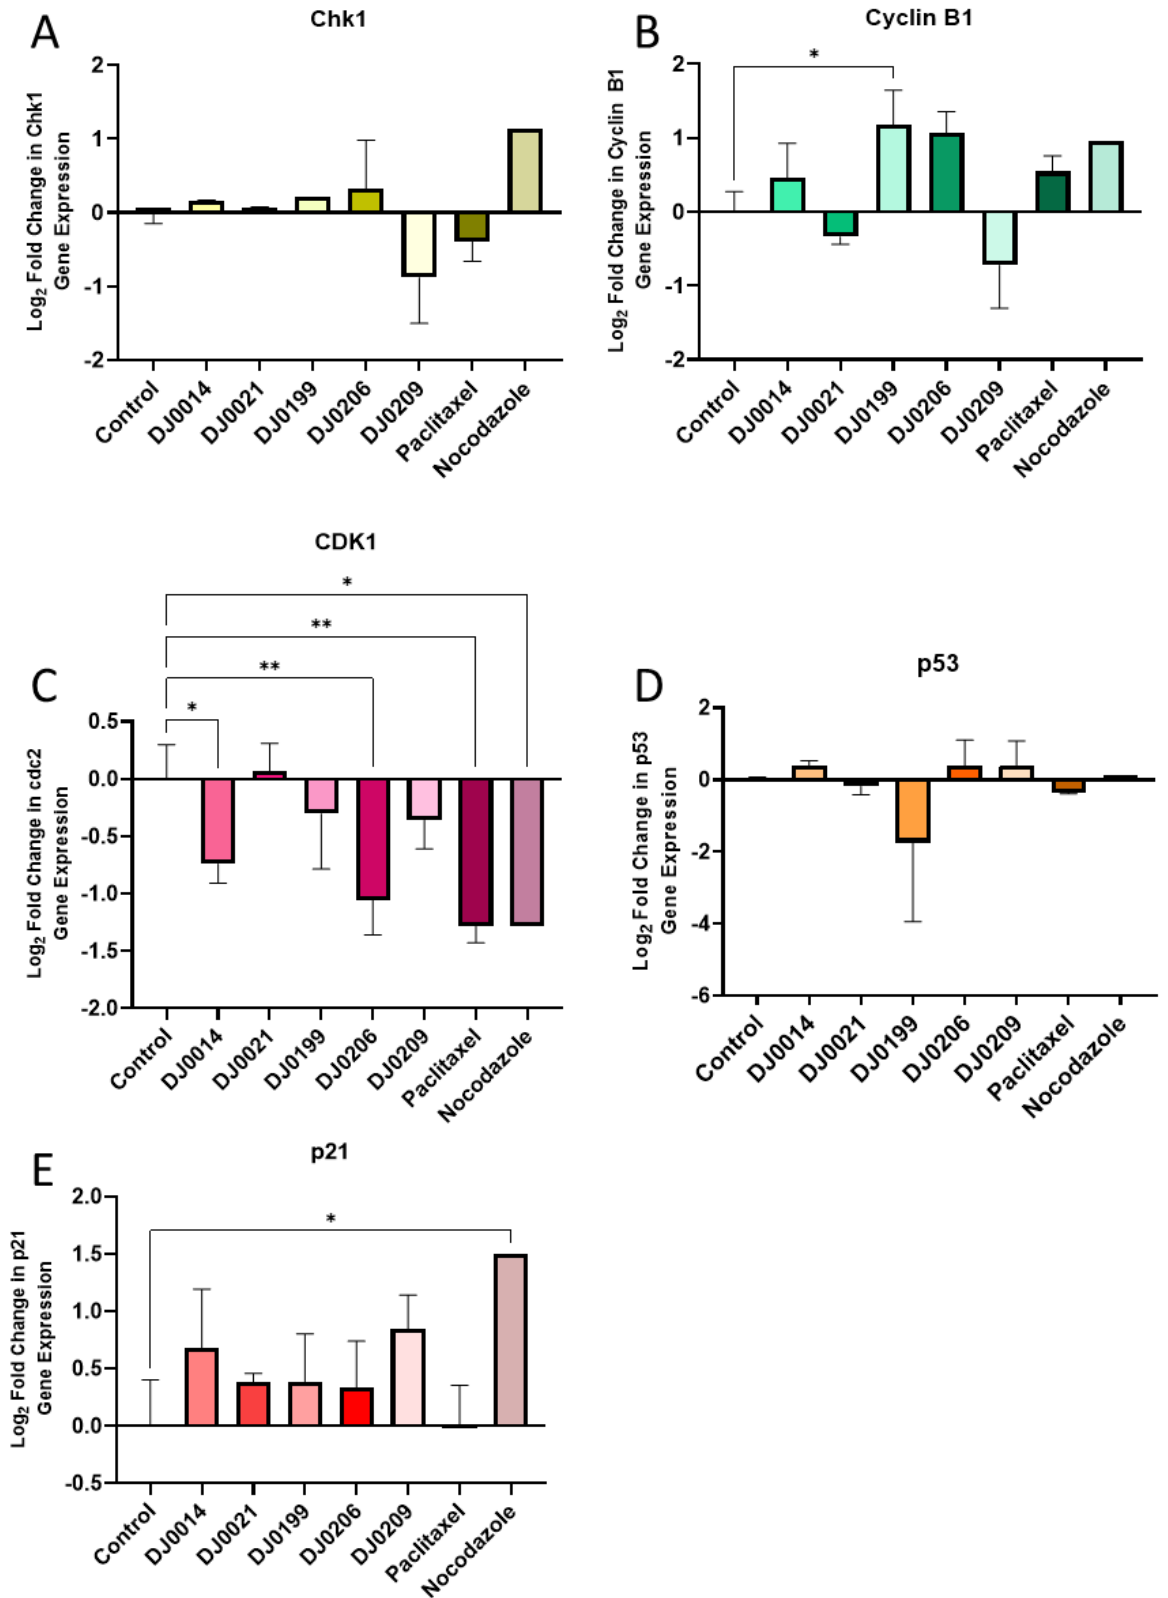 A
Chk1
Log2 Fold Change in Chk1
Gene Expression
2
1
0
-1
-2
Control
DJ0014
DJ0021
DJ0199
DJ0206
DJ0209
Paclitaxel
Nocodazole
B
Cyclin B1
*
Log2 Fold Change in Cyclin B1
Gene Expression
2
1
0
-1
-2
Control
DJ0014
DJ0021
DJ0199
DJ0206
DJ0209
Paclitaxel
Nocodazole
C
CDK1
*
**
**
*
Log2 Fold Change in cdc2
Gene Expression
0.5
0.0
-0.5
-1.0
-1.5
-2.0
Control
DJ0014
DJ0021
DJ0199
DJ0206
DJ0209
Paclitaxel
Nocodazole
D
p53
Log2 Fold Change in p53
Gene Expression
2
0
-2
-4
-6
Control
DJ0014
DJ0021
DJ0199
DJ0206
DJ0209
Paclitaxel
Nocodazole
E
p21
*
Log2 Fold Change in p21
Gene Expression
2.0
1.5
1.0
0.5
0.0
-0.5
Control
DJ0014
DJ0021
DJ0199
DJ0206
DJ0209
Paclitaxel
Nocodazole